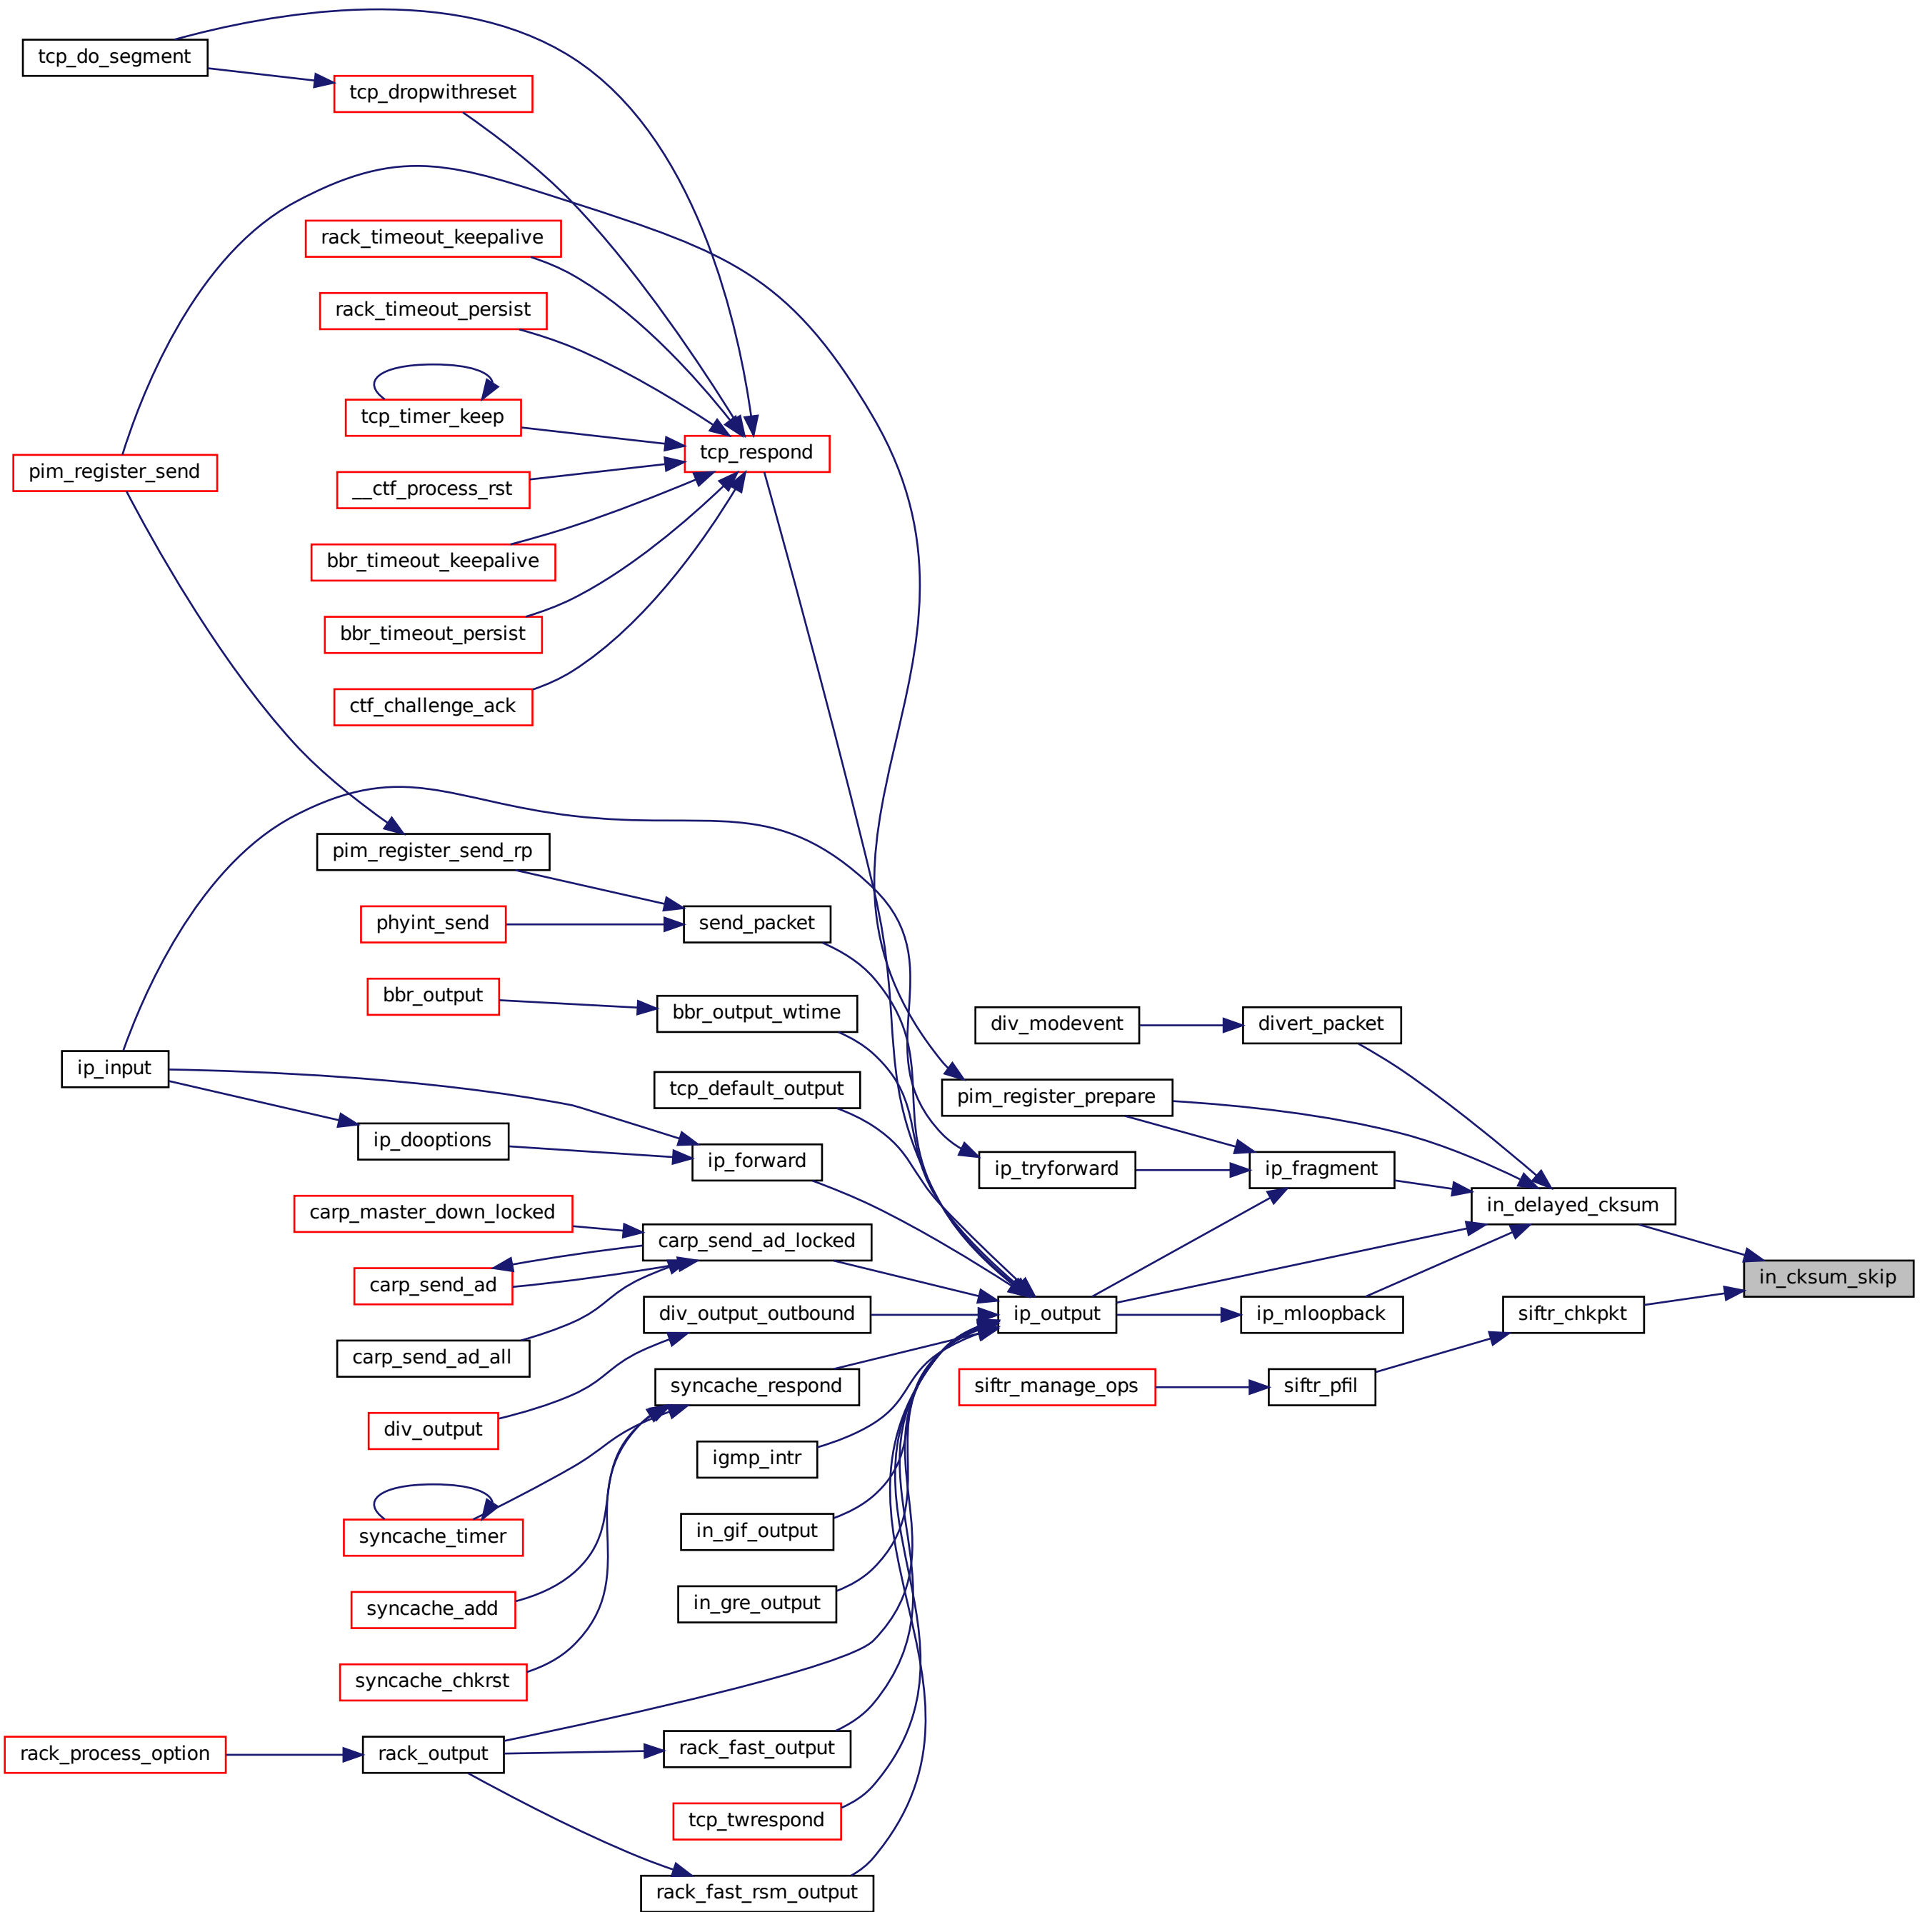 tcp_do_segment
tcp_dropwithreset
rack_timeout_keepalive
rack_timeout_persist
tcp_timer_keep
tcp_respond
pim_register_send
__ctf_process_rst
bbr_timeout_keepalive
bbr_timeout_persist
ctf_challenge_ack
pim_register_send_rp
phyint_send
send_packet
bbr_output
bbr_output_wtime
div_modevent
divert_packet
ip_input
tcp_default_output
pim_register_prepare
ip_dooptions
ip_forward
ip_tryforward
ip_fragment
in_delayed_cksum
carp_master_down_locked
carp_send_ad_locked
in_cksum_skip
carp_send_ad
div_output_outbound
ip_output
ip_mloopback
siftr_chkpkt
carp_send_ad_all
syncache_respond
siftr_manage_ops
siftr_pfil
div_output
igmp_intr
syncache_timer
in_gif_output
syncache_add
in_gre_output
syncache_chkrst
rack_process_option
rack_output
rack_fast_output
tcp_twrespond
rack_fast_rsm_output